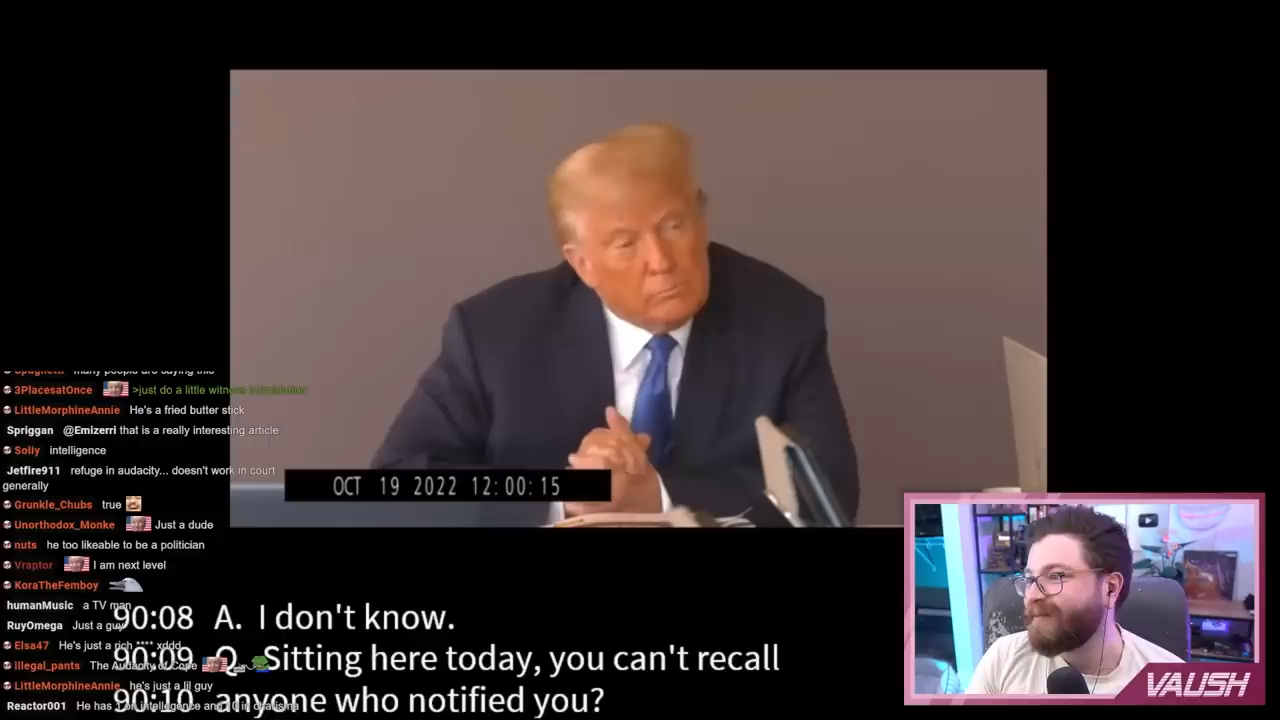 many people are saying this
3PlacesatOnce >just do a little witness intimidation
LittleMorphineAnnie He's a fried butter stick
Spriggan @Emizerri that is a really interesting article
Solly intelligence
Jetfire911 refuge in audacity... doesn't work in court
generally
Grunkle_Chubs true
Unorthodox_Monke Just a dude
nuts he too likeable to be a politician
Vraptor I am next level
KoraTheFemboy
humanMusic a TV man
RuyOmega Just a guy
Elsa47 He's just a rich **** xddd
illegal_pants The Audacity of Cope
LittleMorphineAnnie he's just a lil guy
Reactor001 He has
OCT 19 2022 12:00:15
90:08 A. I don't know.
90:09 Q. Sitting here today, you can't recall
90:10 anyone who notified you?
VAUSH